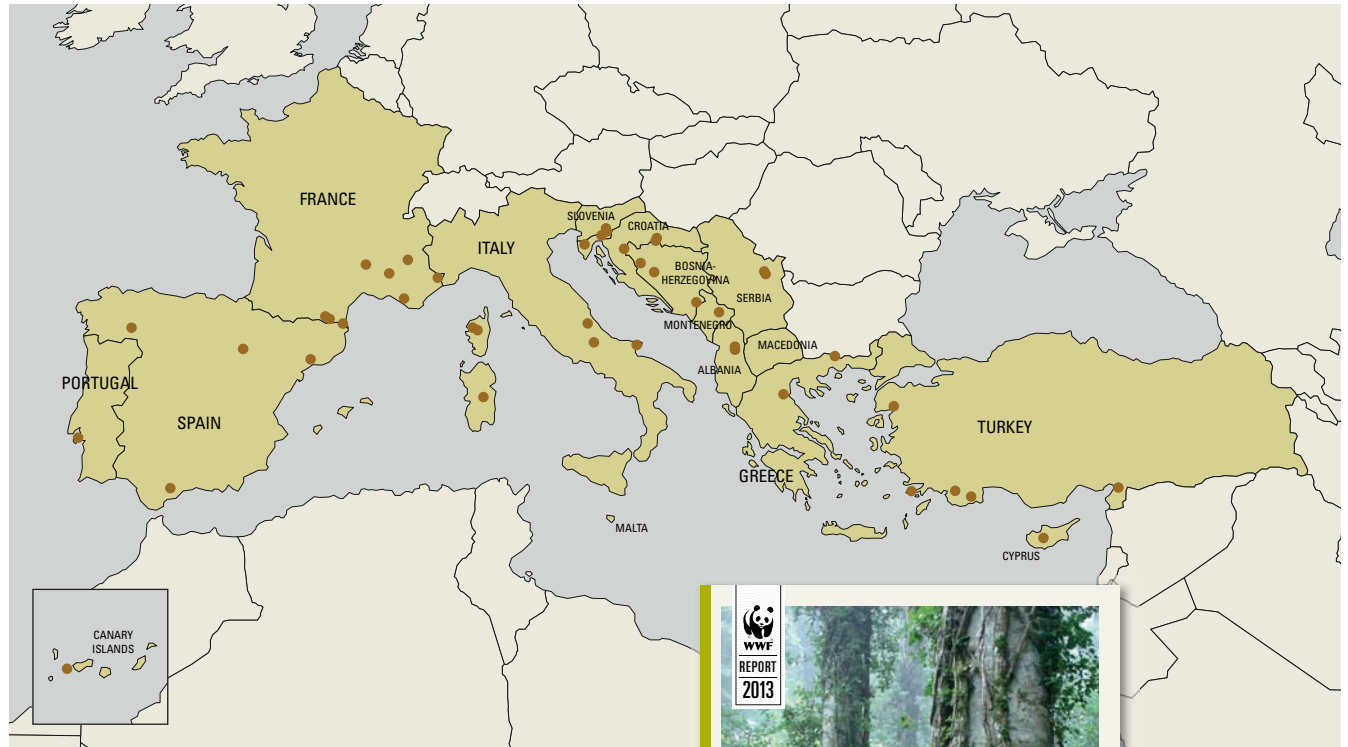 FRANCE
SLOVENIA
CROATIA
ITALY
BOSNIA-
HERZEGOVINA
SERBIA
MONTENEGRO
MACEDONIA
ALBANIA
PORTUGAL
SPAIN
TURKEY
GREECE
MALTA
CYPRUS
CANARY
ISLANDS
WWF
REPORT
2013